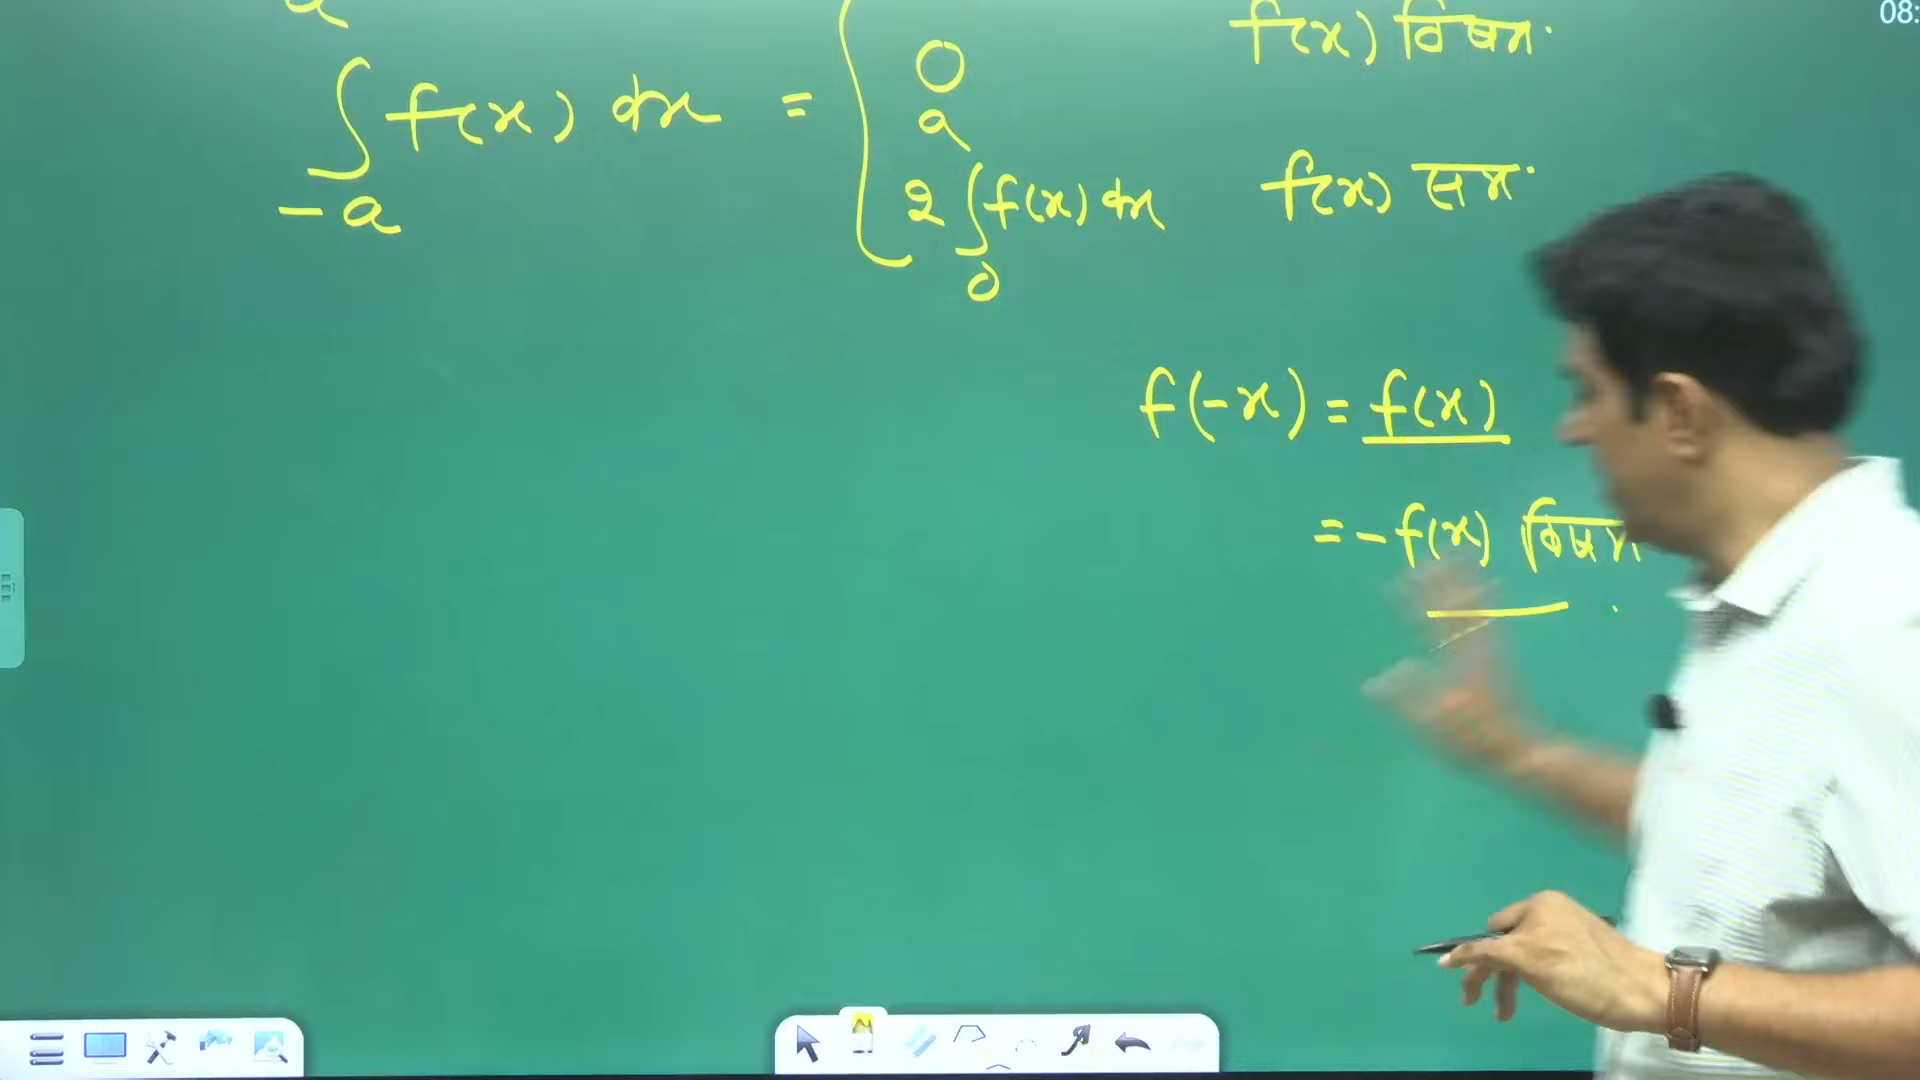 08:
a
∫ f(x) dx = { 0 f(x) विषम.
-a
a
2 ∫ f(x) dx f(x) सम.
0
f(-x) = f(x)
= - f(x) विषम